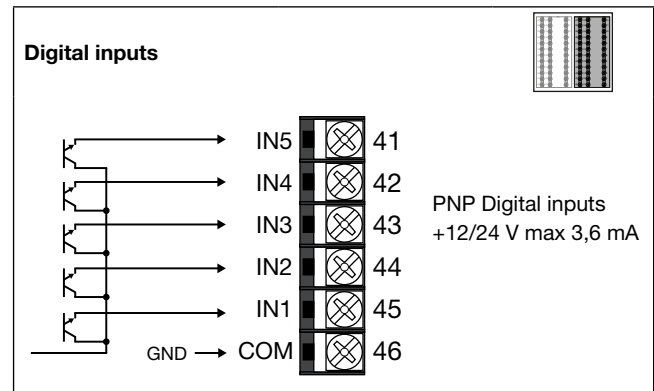 Digital inputs
IN5 41
IN4 42
IN3 43
IN2 44
IN1 45
GND COM 46
PNP Digital inputs
+12/24 V max 3,6 mA